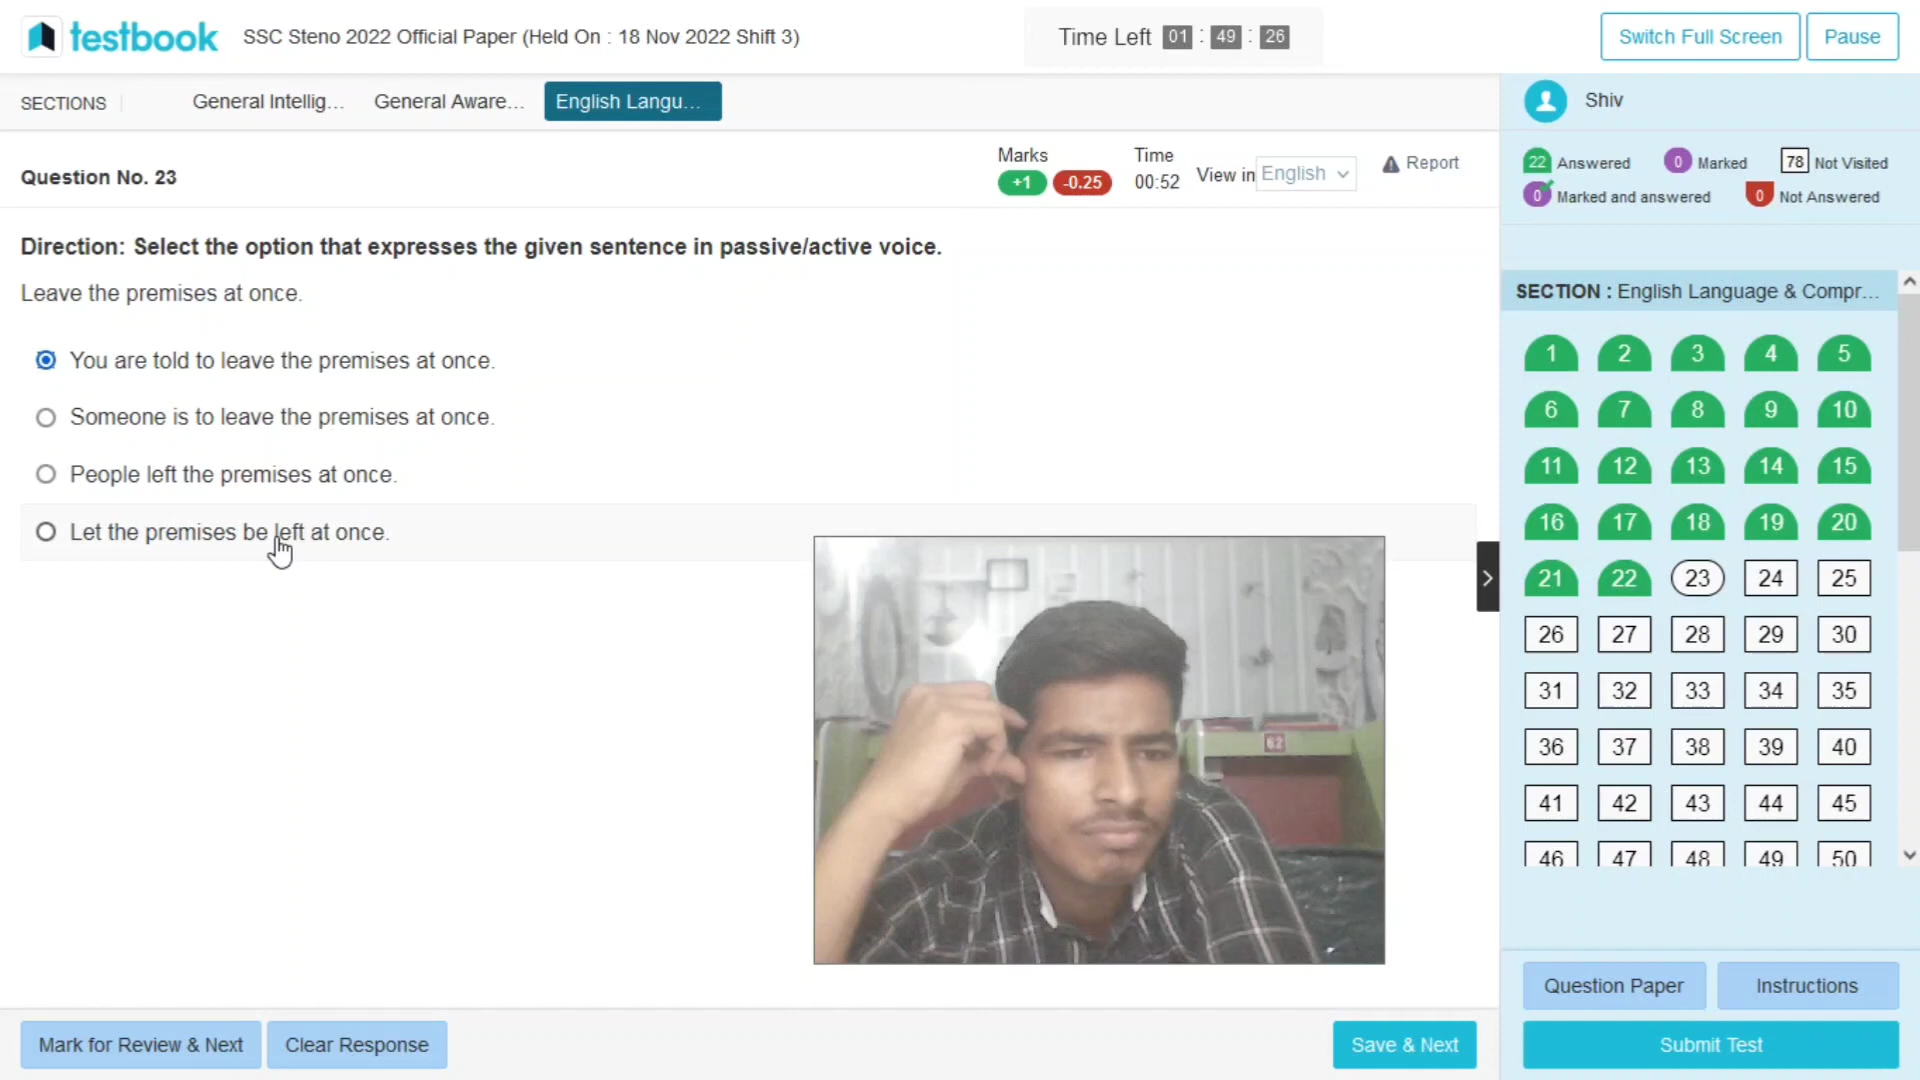 testbook
SSC Steno 2022 Official Paper (Held On : 18 Nov 2022 Shift 3)
Time Left 01 : 49 : 26
Switch Full Screen
Pause
SECTIONS
General Intellig...
General Aware...
English Langu...
Shiv
Question No. 23
Marks
+1
-0.25
Time
00:52
View in English
Report
22 Answered
0 Marked
78 Not Visited
0 Marked and answered
0 Not Answered
Direction: Select the option that expresses the given sentence in passive/active voice.
Leave the premises at once.
You are told to leave the premises at once.
Someone is to leave the premises at once.
People left the premises at once.
Let the premises be left at once.
62
SECTION : English Language & Compr...
1 2 3 4 5
6 7 8 9 10
11 12 13 14 15
16 17 18 19 20
21 22 23 24 25
26 27 28 29 30
31 32 33 34 35
36 37 38 39 40
41 42 43 44 45
46 47 48 49 50
Question Paper
Instructions
Mark for Review & Next
Clear Response
Save & Next
Submit Test